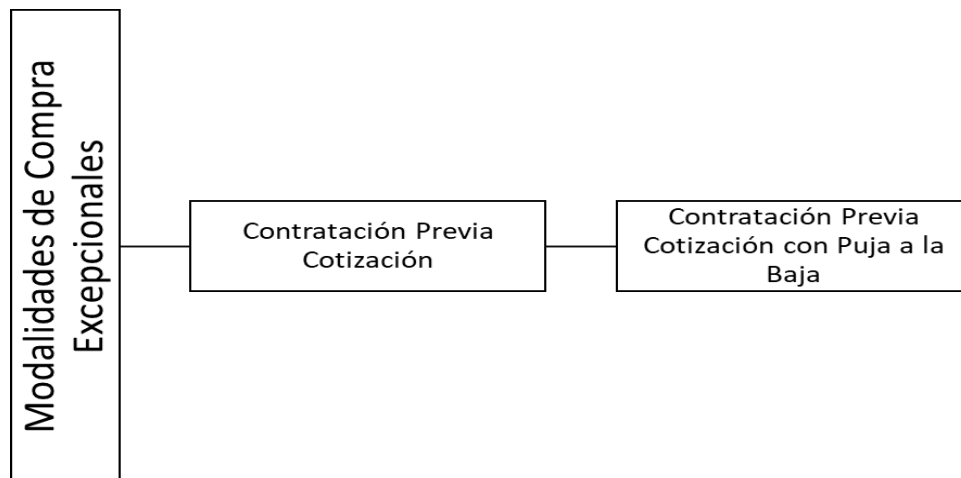 Modalidades de Compra
Excepcionales
Contratación Previa
Cotización
Contratación Previa
Cotización con Puja a la
Baja